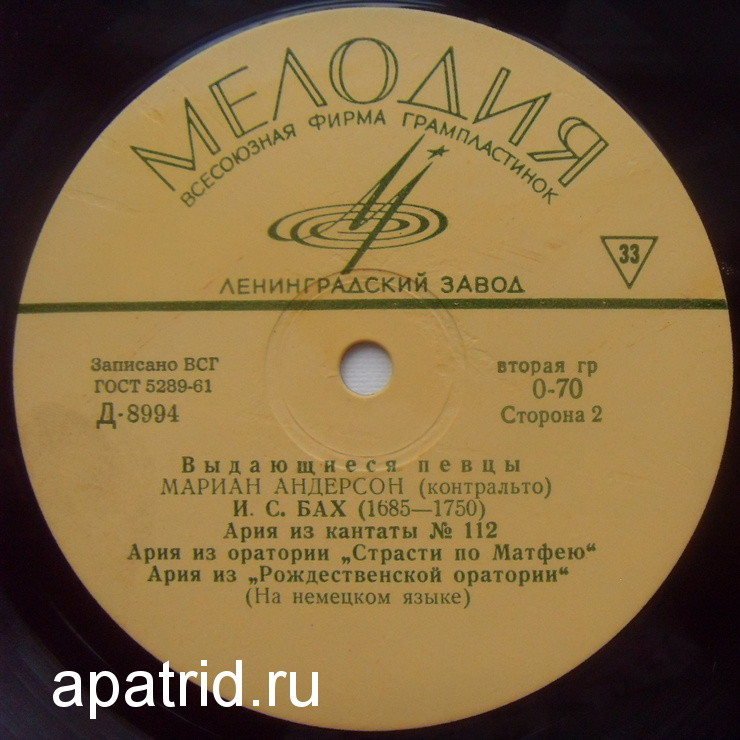 МЕЛОДИЯ
ВСЕСОЮЗНАЯ ФИРМА ГРАМПЛАСТИНОК
33
ЛЕНИНГРАДСКИЙ ЗАВОД
Записано ВСГ
ГОСТ 5289-61
Д-8994
вторая гр
0-70
Сторона 2
Выдающиеся певцы
МАРИАН АНДЕРСОН (контральто)
И. С. БАХ (1685—1750)
Ария из кантаты № 112
Ария из оратории „Страсти по Матфею“
Ария из „Рождественской оратории“
(На немецком языке)
apatrid.ru